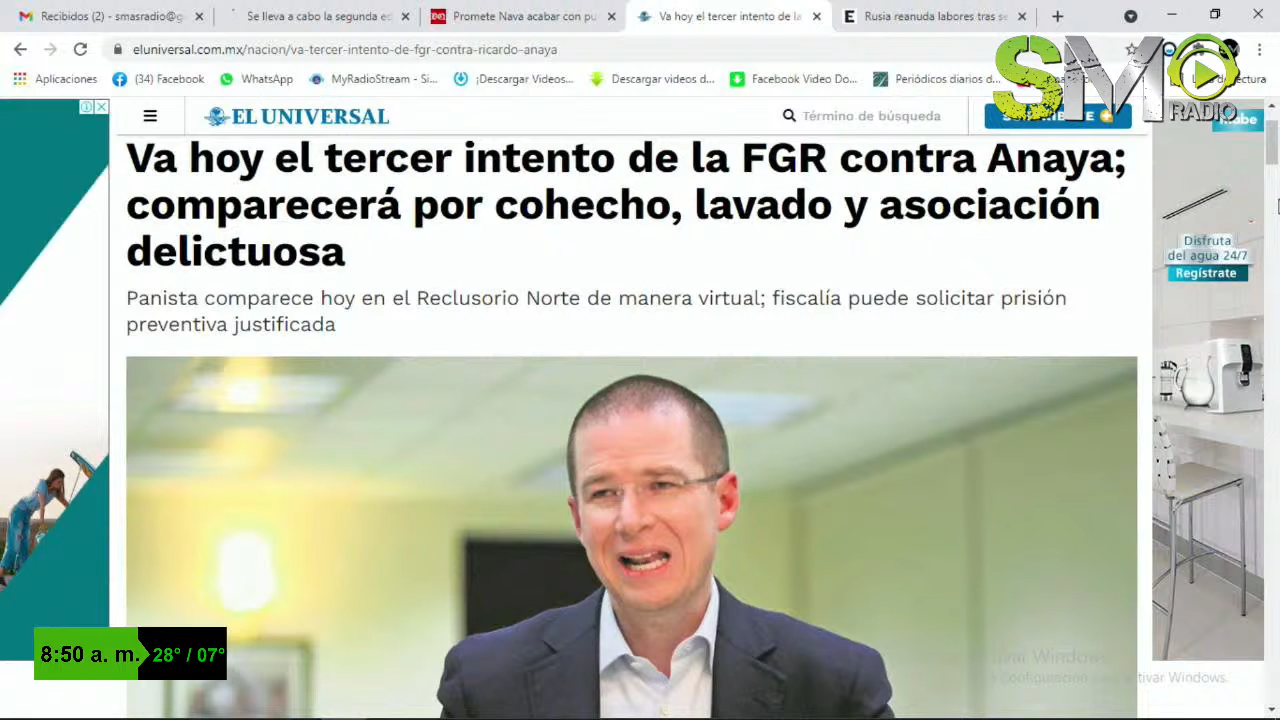 Recibidos (2) - smasradio@g
Se lleva a cabo la segunda e
Promete Nava acabar con pu
Va hoy el tercer intento de la
Rusia reanuda labores tras s
eluniversal.com.mx/nacion/va-tercer-intento-de-fgr-contra-ricardo-anaya
Aplicaciones
(34) Facebook
WhatsApp
MyRadioStream - Si...
¡Descargar Videos...
Descargar videos d...
Facebook Video Do...
Periódicos diarios d...
SMO
RADIO
EL UNIVERSAL
Término de búsqueda
Va hoy el tercer intento de la FGR contra Anaya;
comparecerá por cohecho, lavado y asociación
delictuosa
Panista comparece hoy en el Reclusorio Norte de manera virtual; fiscalía puede solicitar prisión
preventiva justificada
Disfruta
del agua 24/7
Regístrate
8:50 a. m.
28° / 07°